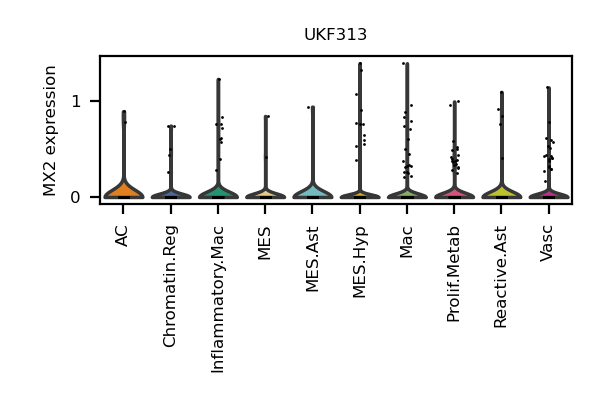 UKF313
MX2 expression
1
0
AC
Chromatin.Reg
Inflammatory.Mac
MES
MES.Ast
MES.Hyp
Mac
Prolif.Metab
Reactive.Ast
Vasc